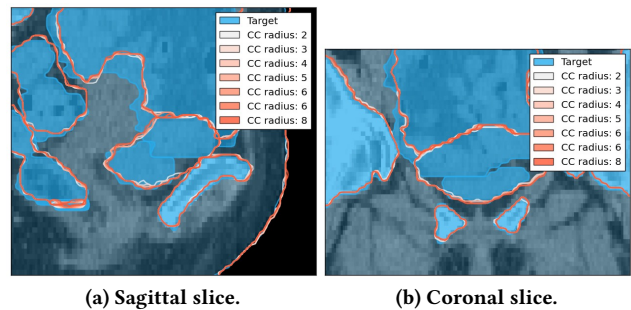 Target
CC radius: 2
CC radius: 3
CC radius: 4
CC radius: 5
CC radius: 6
CC radius: 6
CC radius: 8
Target
CC radius: 2
CC radius: 3
CC radius: 4
CC radius: 5
CC radius: 6
CC radius: 6
CC radius: 8
(a) Sagittal slice.
(b) Coronal slice.